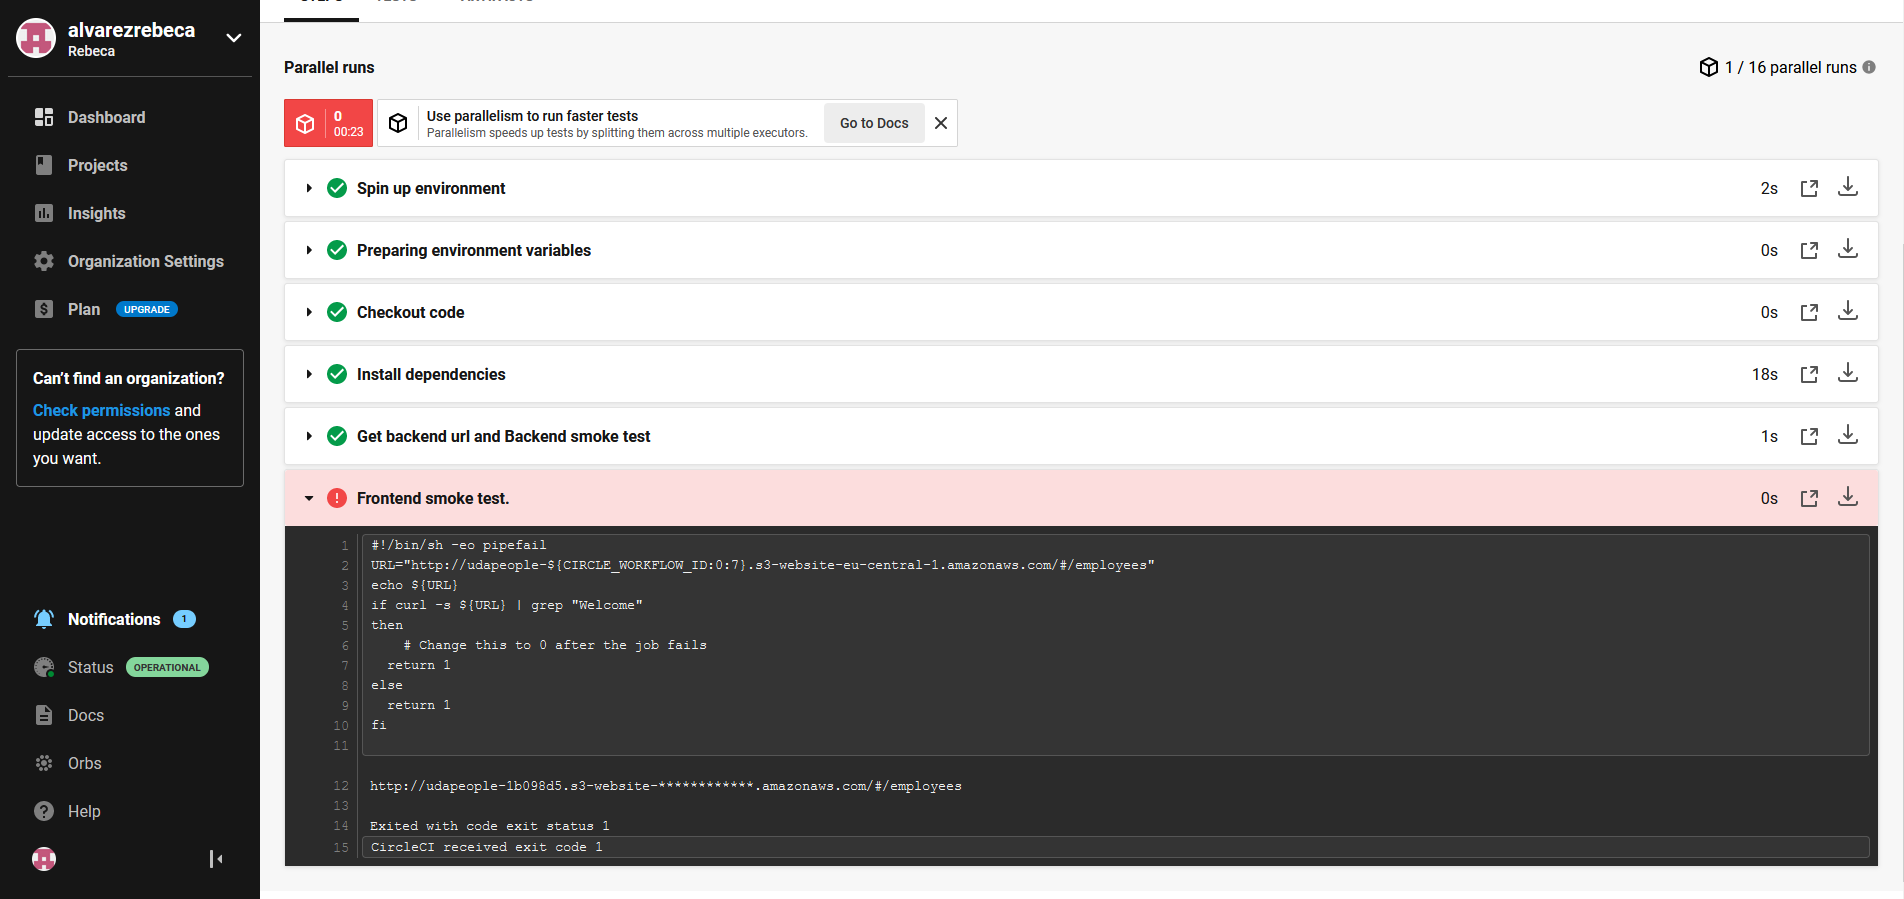 alvarezrebeca
Rebeca
Dashboard
Projects
Insights
Organization Settings
Plan UPGRADE
Can't find an organization?
Check permissions and
update access to the ones
you want.
Notifications 1
Status OPERATIONAL
Docs
Orbs
Help
STEPS TESTS ARTIFACTS
Parallel runs
1 / 16 parallel runs
0
00:23
Use parallelism to run faster tests
Parallelism speeds up tests by splitting them across multiple executors.
Go to Docs
Spin up environment 2s
Preparing environment variables 0s
Checkout code 0s
Install dependencies 18s
Get backend url and Backend smoke test 1s
Frontend smoke test. 0s
1 #!/bin/sh -eo pipefail
2 URL="http://udapeople-${CIRCLE_WORKFLOW_ID:0:7}.s3-website-eu-central-1.amazonaws.com/#/employees"
3 echo ${URL}
4 if curl -s ${URL} | grep "Welcome"
5 then
6 # Change this to 0 after the job fails
7 return 1
8 else
9 return 1
10 fi
11
12 http://udapeople-1b098d5.s3-website-************.amazonaws.com/#/employees
13
14 Exited with code exit status 1
15 CircleCI received exit code 1